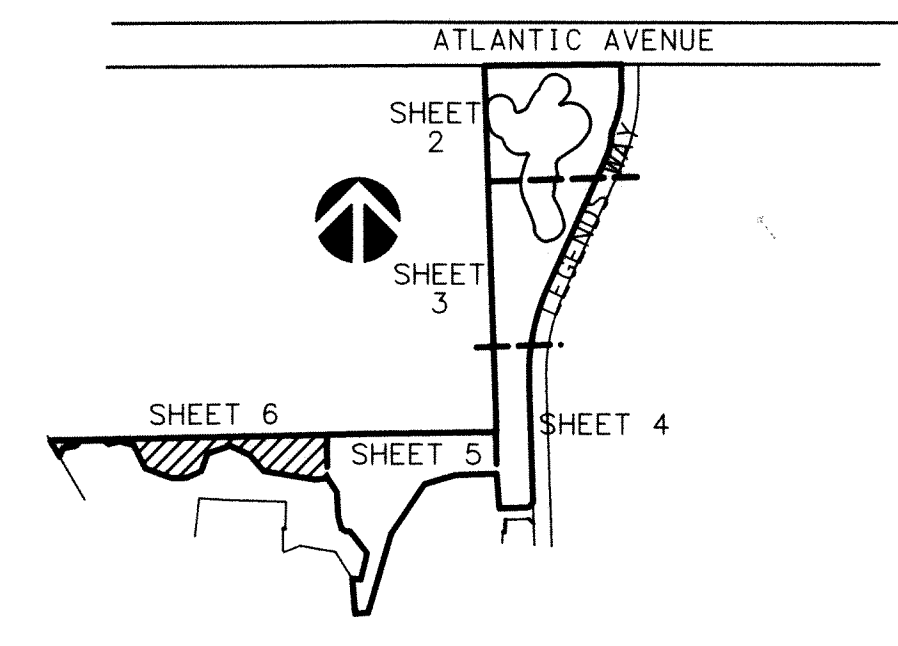 ATLANTIC AVENUE
SHEET
2
LEGENDS WAY
SHEET
3
SHEET 6
SHEET 4
SHEET 5